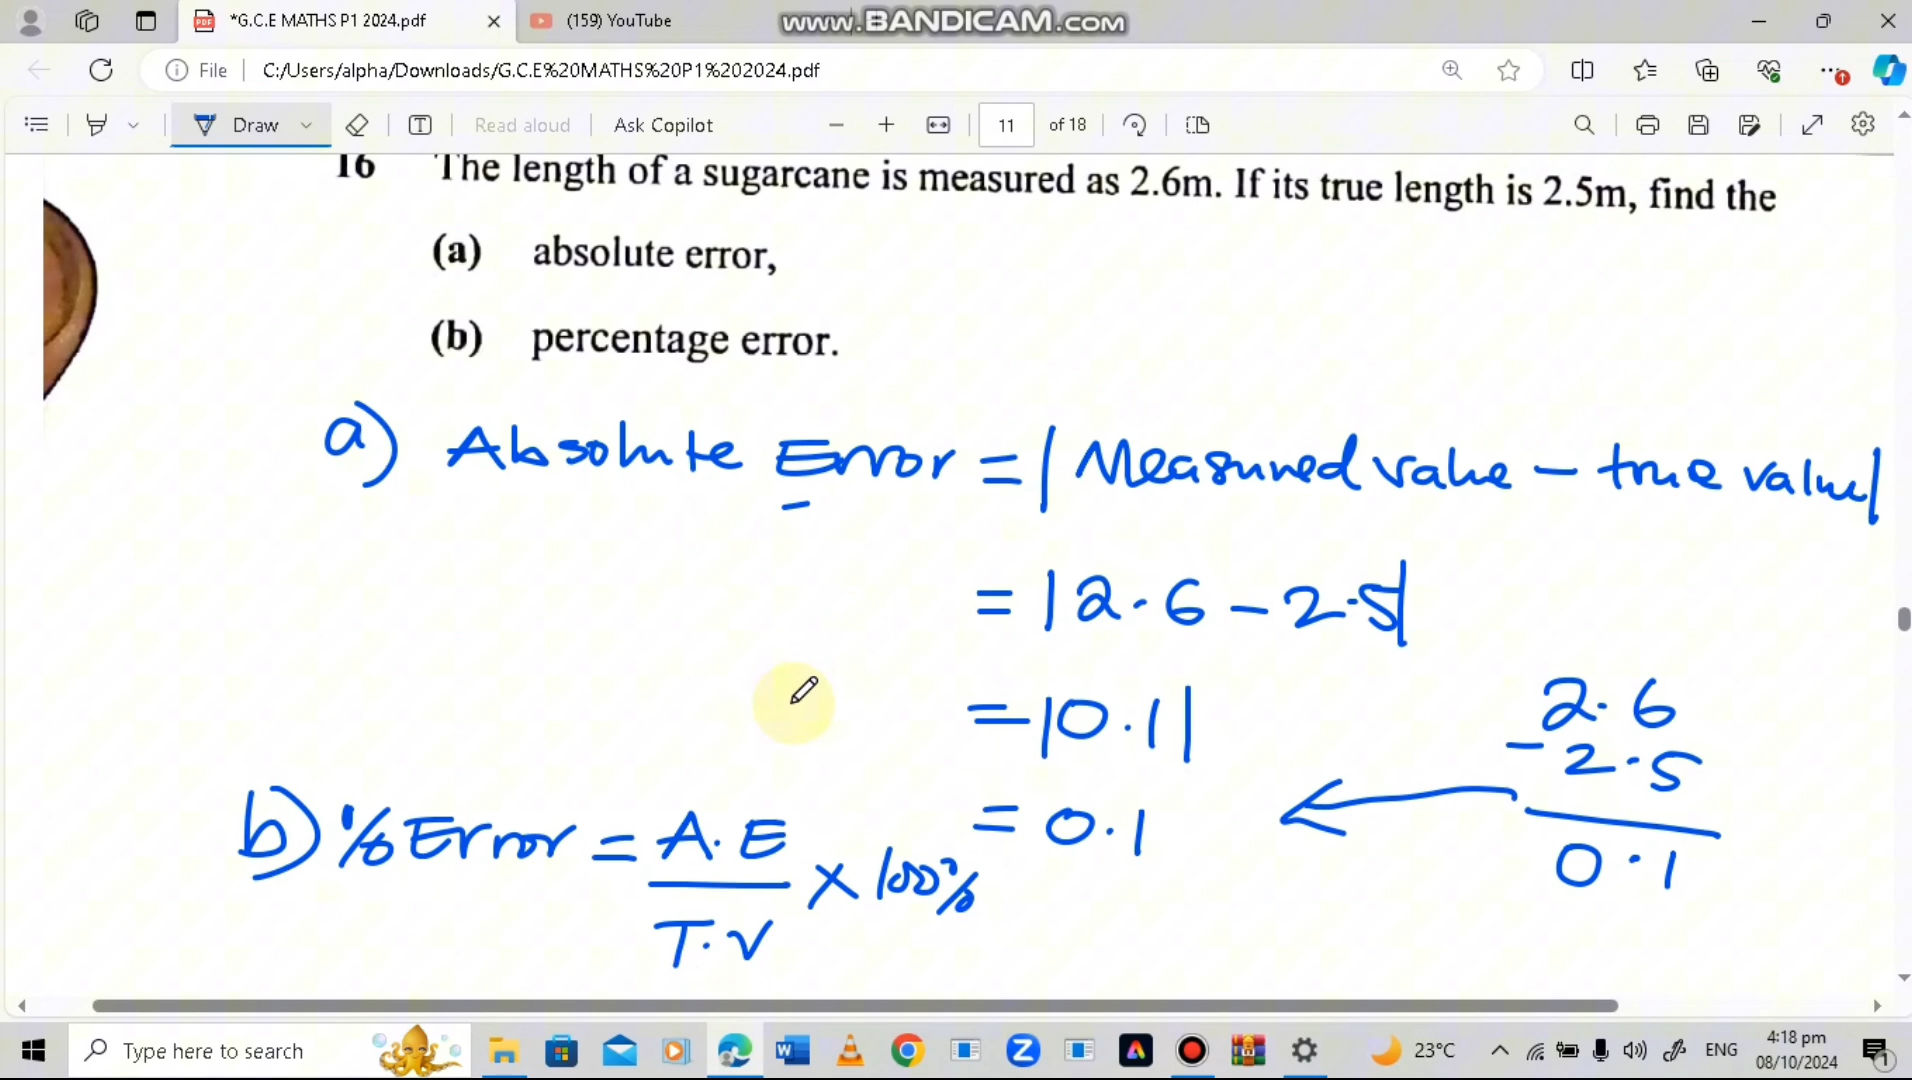 *G.C.E MATHS P1 2024.pdf
(159) YouTube
www.BANDICAM.com
File
C:/Users/alpha/Downloads/G.C.E%20MATHS%20P1%202024.pdf
Draw
Read aloud
Ask Copilot
11
of 18
16 The length of a sugarcane is measured as 2.6m. If its true length is 2.5m, find the
(a) absolute error,
(b) percentage error.
a) Absolute Error = |Measured value - true value|
= |2.6 - 2.5|
= |0.1|
= 0.1
2.6
- 2.5
0.1
b) % Error = A.E
T.V
× 100%
Type here to search
23°C
ENG
4:18 pm
08/10/2024
1